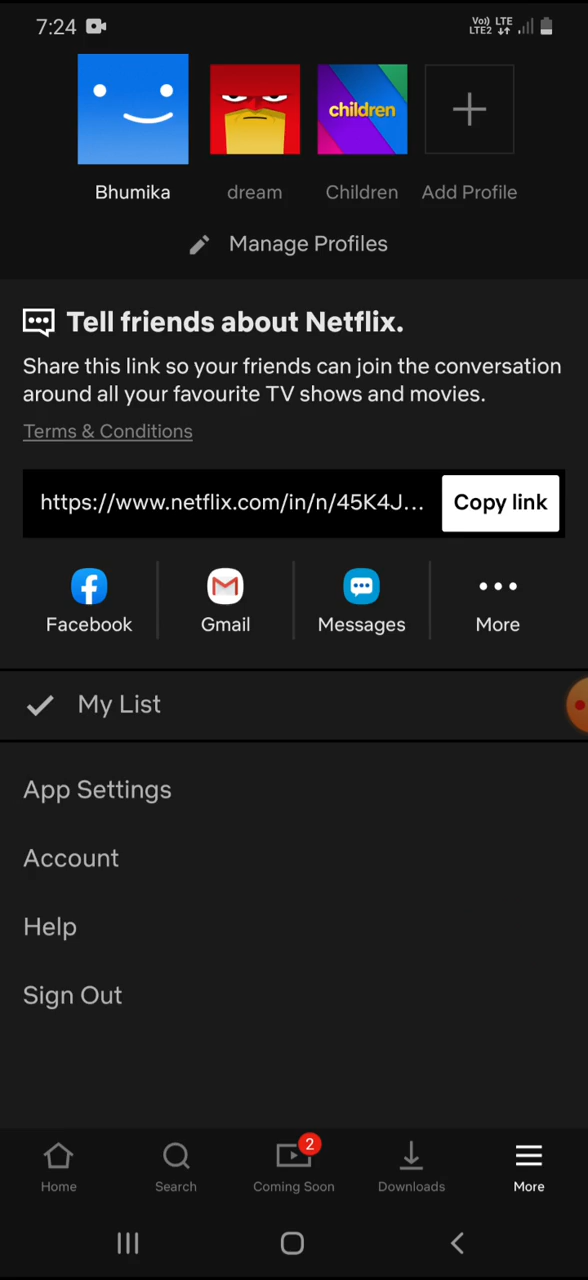 7:24 Vo)) LTE
LTE2
children
Bhumika dream Children Add Profile
Manage Profiles
Tell friends about Netflix.
Share this link so your friends can join the conversation
around all your favourite TV shows and movies.
Terms & Conditions
https://www.netflix.com/in/n/45K4J... Copy link
Facebook Gmail Messages More
My List
App Settings
Account
Help
Sign Out
2
Home Search Coming Soon Downloads More